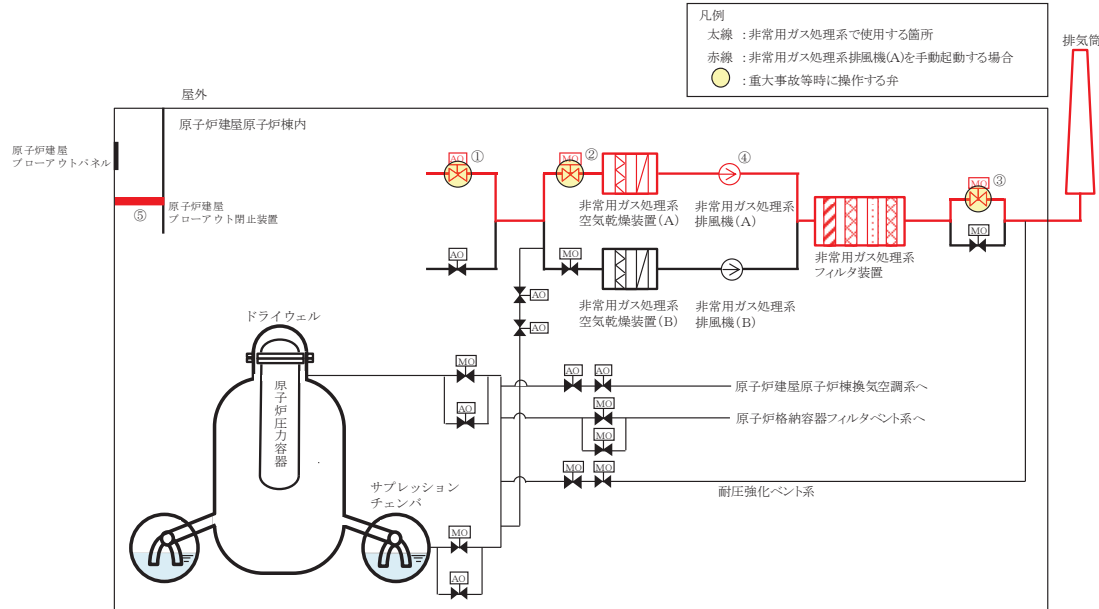 凡例
太線 ：非常用ガス処理系で使用する箇所
赤線 ：非常用ガス処理系排風機(A)を手動起動する場合
：重大事故等時に操作する弁
排気筒
屋外
原子炉建屋原子炉棟内
原子炉建屋
ブローアウトパネル
⑤
原子炉建屋
ブローアウト閉止装置
AO
①
MO
②
④
MO
③
非常用ガス処理系
空気乾燥装置(A)
非常用ガス処理系
排風機(A)
AO
MO
MO
非常用ガス処理系
フィルタ装置
AO
非常用ガス処理系
空気乾燥装置(B)
非常用ガス処理系
排風機(B)
AO
ドライウェル
原子炉圧力容器
MO
AO
AO
AO
原子炉建屋原子炉棟換気空調系へ
MO
原子炉格納容器フィルタベント系へ
MO
MO
MO
耐圧強化ベント系
サプレッション
チェンバ
MO
AO